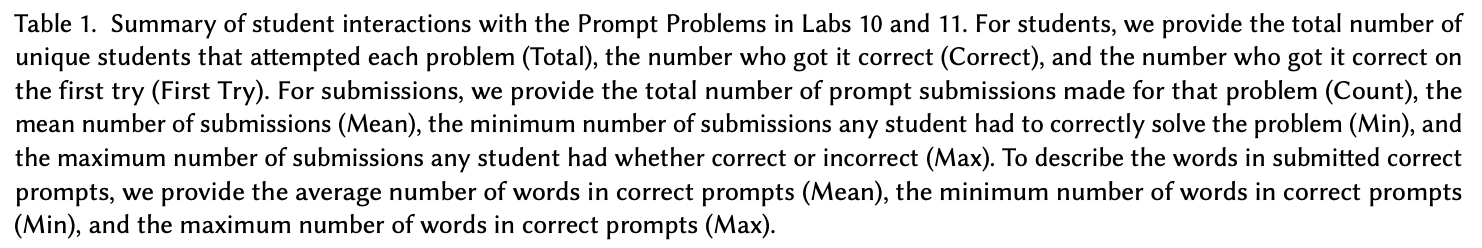 Table 1. Summary of student interactions with the Prompt Problems in Labs 10 and 11. For students, we provide the total number of
unique students that attempted each problem (Total), the number who got it correct (Correct), and the number who got it correct on
the first try (First Try). For submissions, we provide the total number of prompt submissions made for that problem (Count), the
mean number of submissions (Mean), the minimum number of submissions any student had to correctly solve the problem (Min), and
the maximum number of submissions any student had whether correct or incorrect (Max). To describe the words in submitted correct
prompts, we provide the average number of words in correct prompts (Mean), the minimum number of words in correct prompts
(Min), and the maximum number of words in correct prompts (Max).